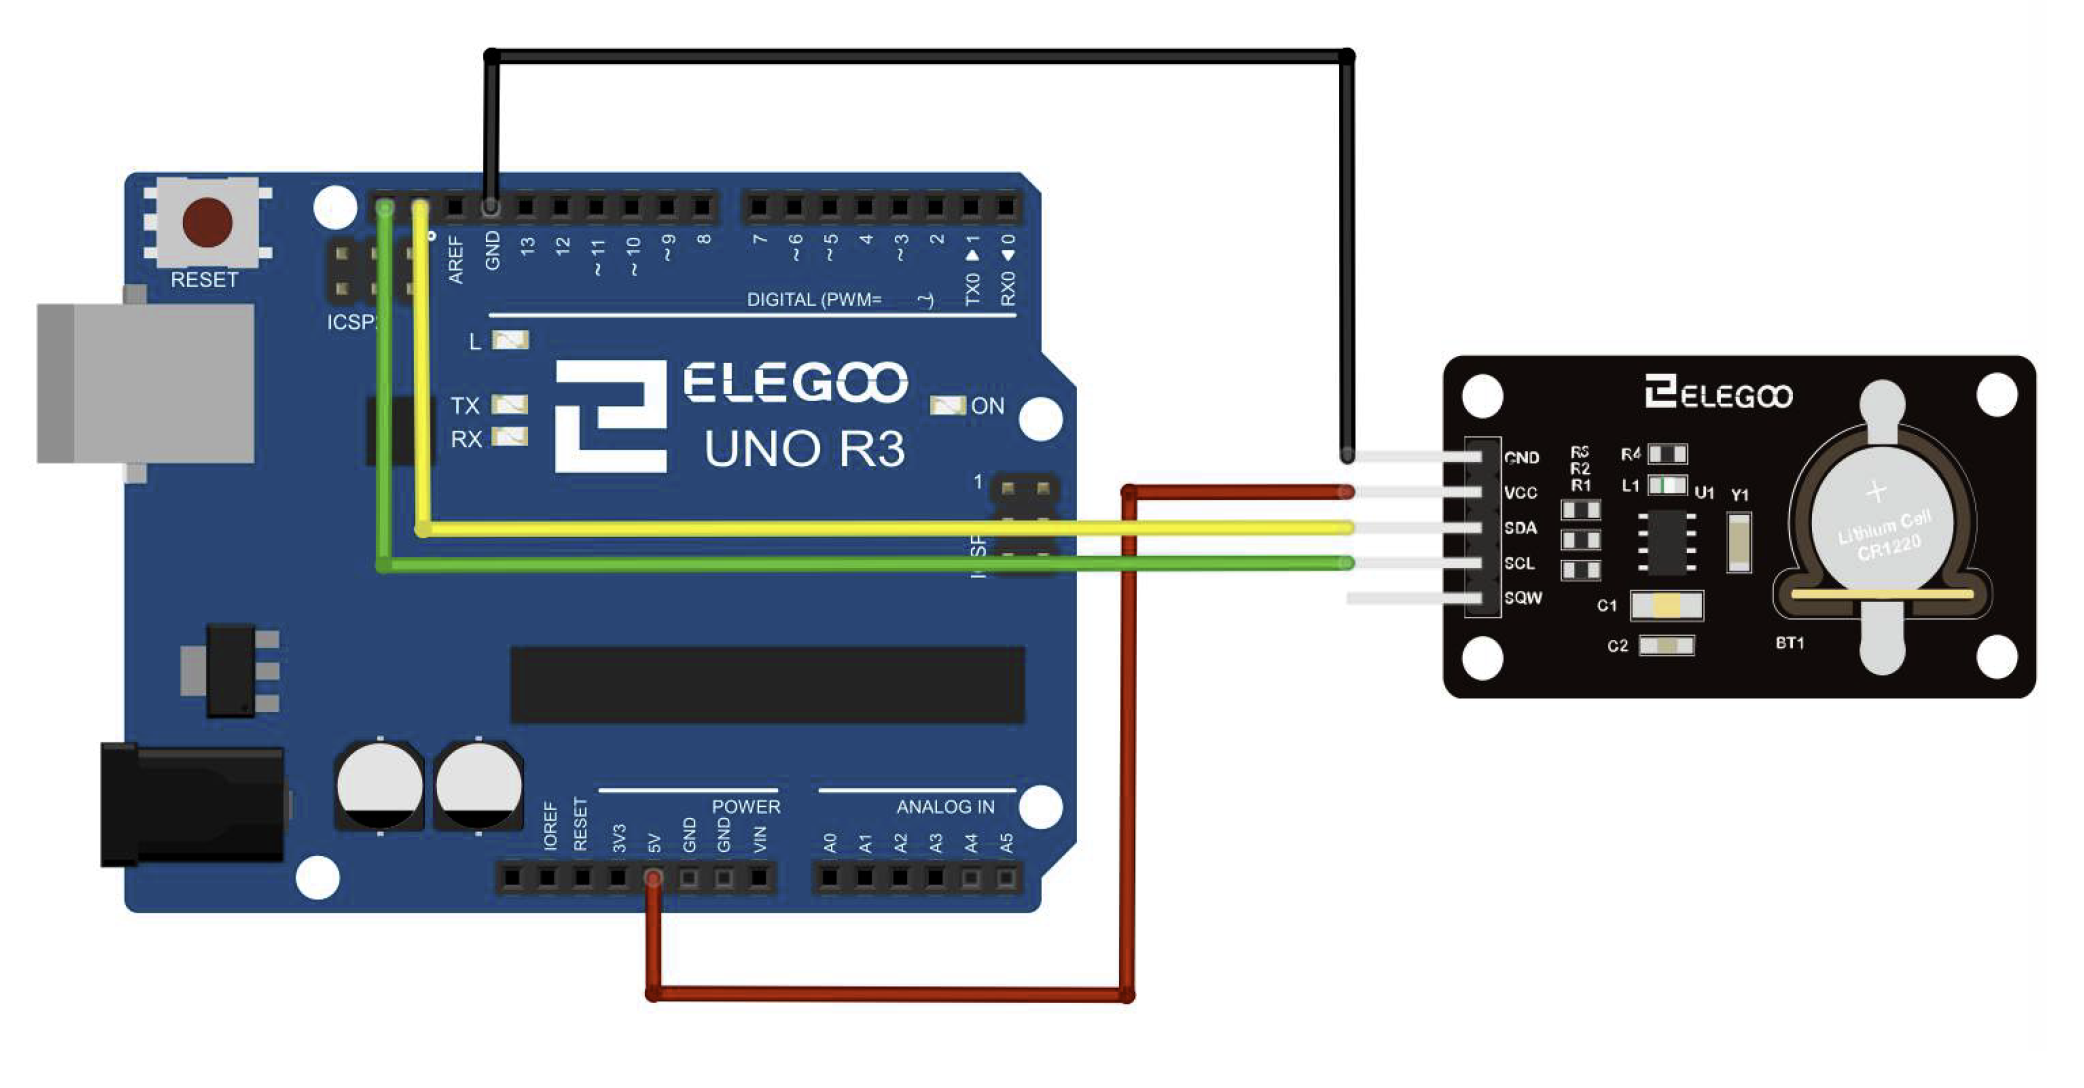 RESET
ICSP
AREF
GND
13
12
~11
~10
~9
8
7
~6
~5
4
~3
2
TX0 ▶ 1
RX0 ◀ 0
DIGITAL (PWM= ~)
L
TX
RX
ELEGOO
UNO R3
ON
1
IOREF
RESET
3V3
5V
GND
GND
VIN
POWER
ANALOG IN
A0
A1
A2
A3
A4
A5
ELEGOO
GND
VCC
SDA
SCL
SQW
R2
R1
R4
L1
U1
Y1
C1
C2
BT1
+
Lithium Cell
CR1220